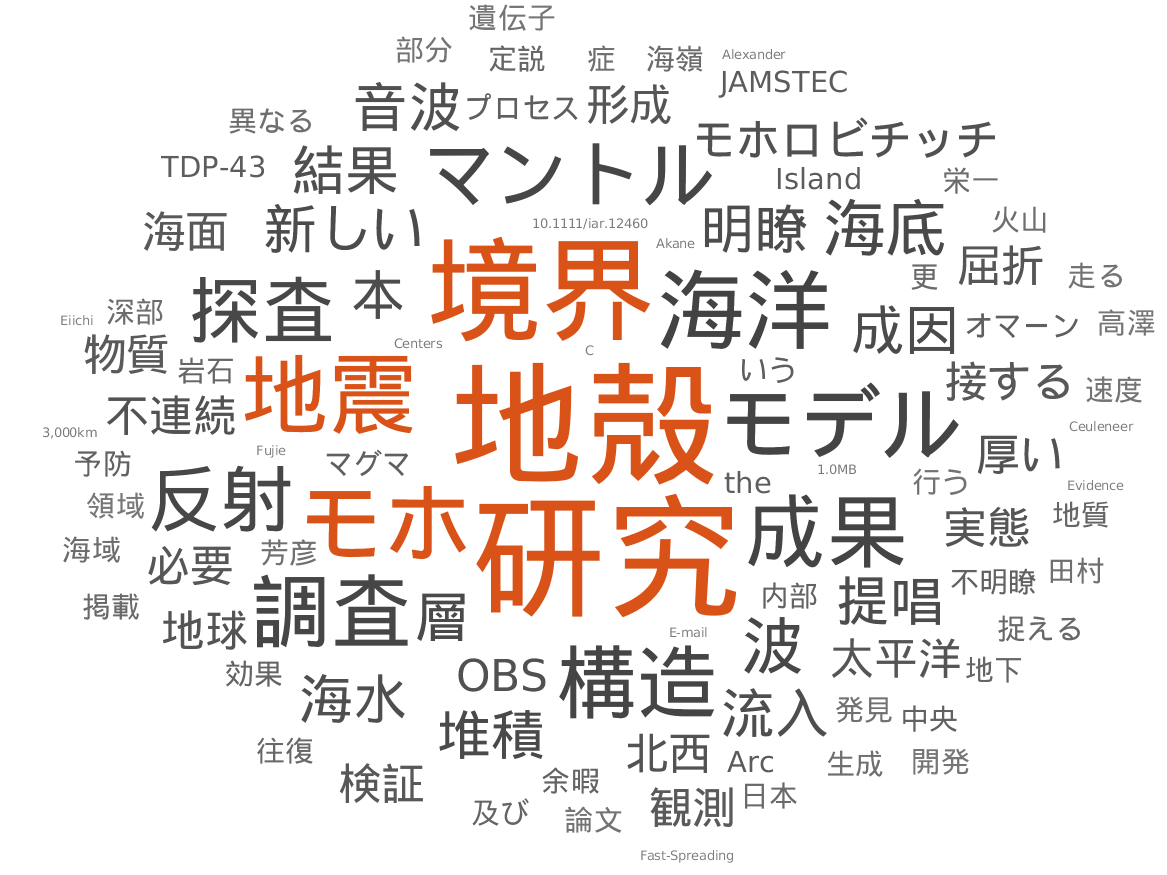 遺伝子
部分
定説
症
海嶺
Alexander
JAMSTEC
音波
プロセス
形成
異なる
モホロビチッチ
TDP-43
結果
マントル
Island
栄一
海面
新しい
10.1111/iar.12460
Akane
明瞭
海底
火山
境界
屈折
更
走る
探査
本
海洋
深部
Eiichi
成因
オマーン
高澤
物質
岩石
Centers
C
いう
地震
接する
速度
不連続
地殻
モデル
3,000km
Ceuleneer
予防
Fujie
マグマ
厚い
the
1.0MB
行う
Evidence
領域
反射
モホ
研究
成果
実態
地質
海域
必要
芳彦
内部
不明瞭
田村
掲載
地球
調査
層
提唱
捉える
E-mail
波
太平洋
地下
効果
海水
OBS
構造
流入
発見
中央
往復
堆積
北西
Arc
生成
開発
検証
余暇
及び
論文
観測
日本
Fast-Spreading